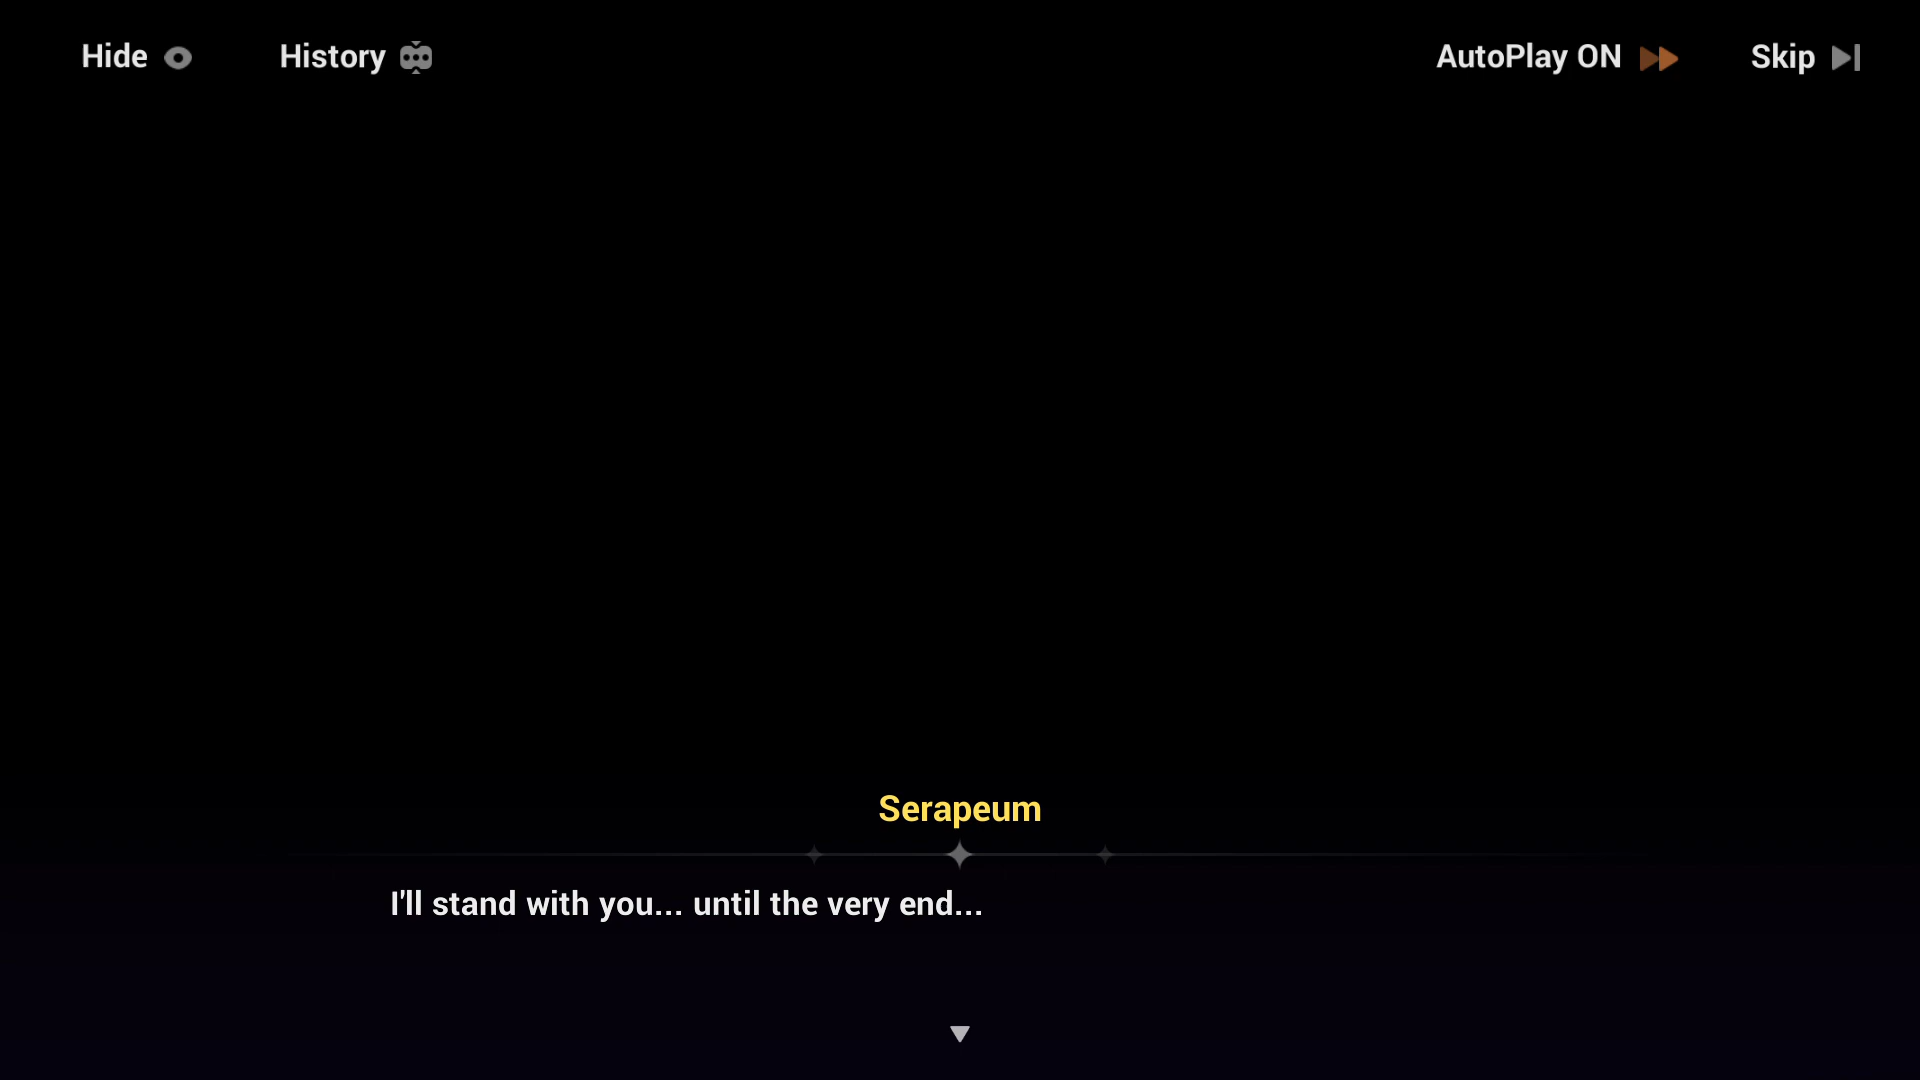 Hide
History
AutoPlay ON
Skip
Serapeum
I'll stand with you... until the very end...